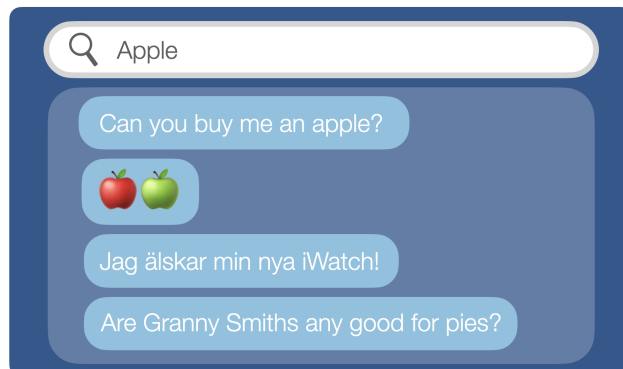 Apple
Can you buy me an apple?
🍎🍏
Jag älskar min nya iWatch!
Are Granny Smiths any good for pies?